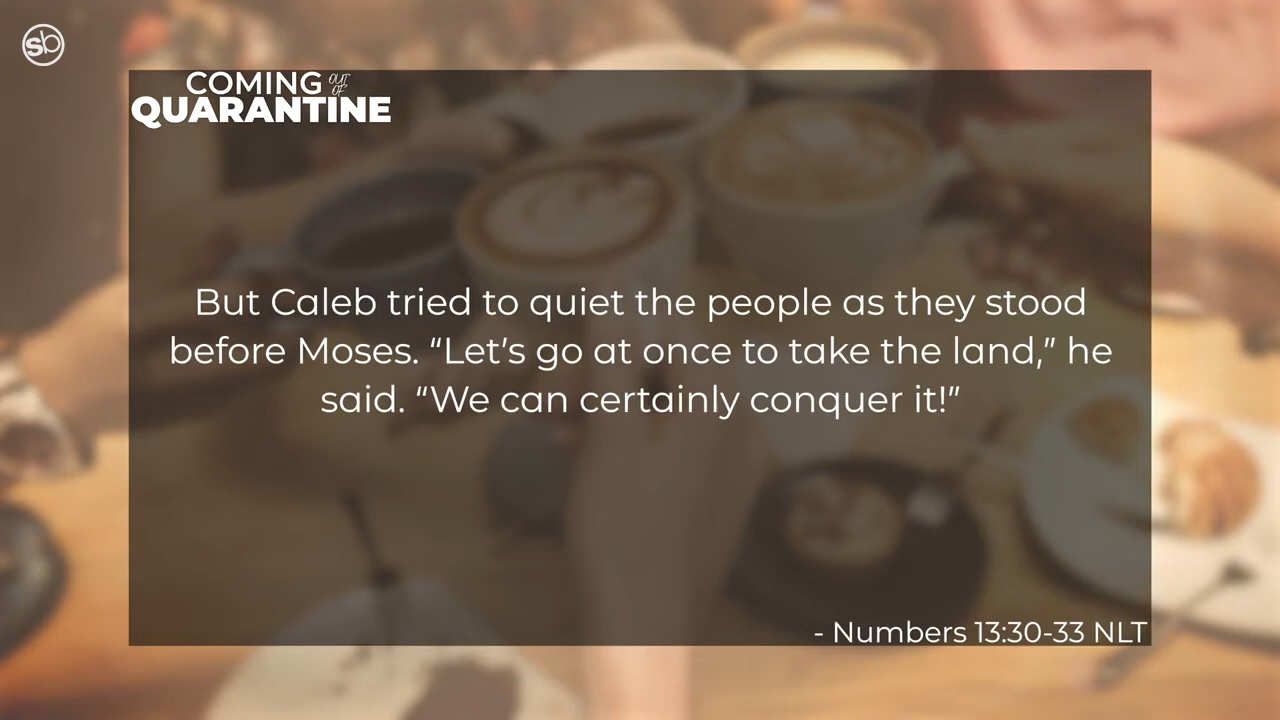 sb
COMING OUT OF
QUARANTINE
But Caleb tried to quiet the people as they stood
before Moses. “Let’s go at once to take the land,” he
said. “We can certainly conquer it!”
- Numbers 13:30-33 NLT